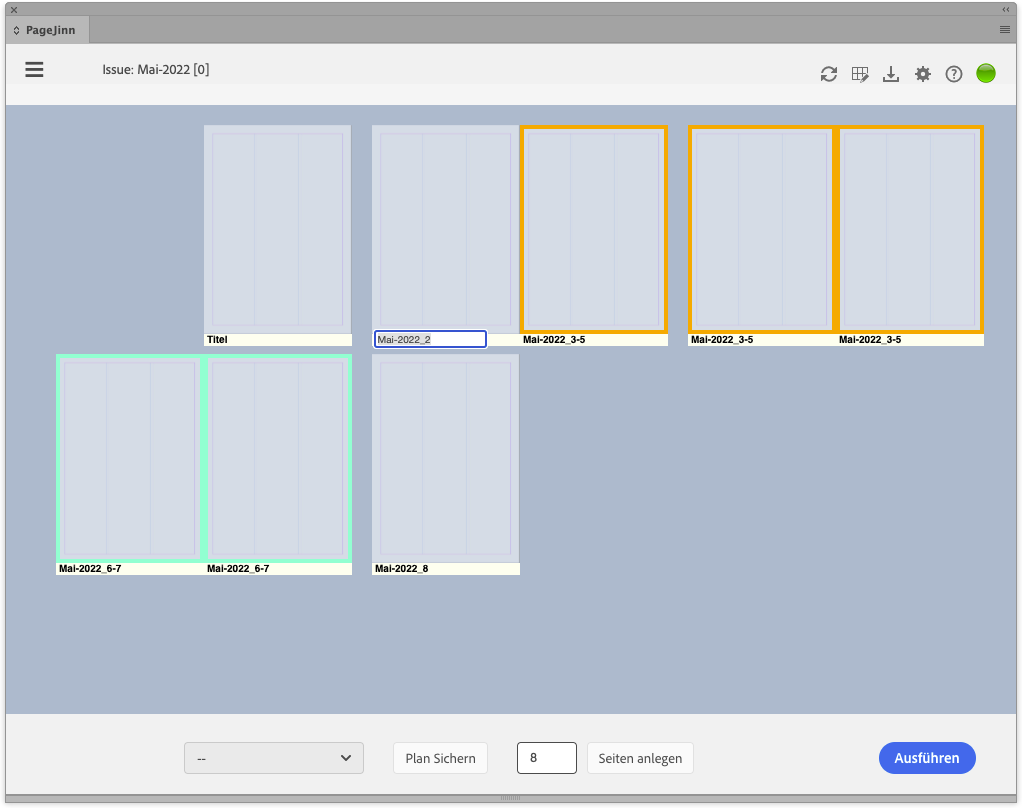 PageJinn
Issue: Mai-2022 [0]
Titel
Mai-2022_2
Mai-2022_3-5
Mai-2022_3-5
Mai-2022_3-5
Mai-2022_6-7
Mai-2022_6-7
Mai-2022_8
--
Plan Sichern
8
Seiten anlegen
Ausführen